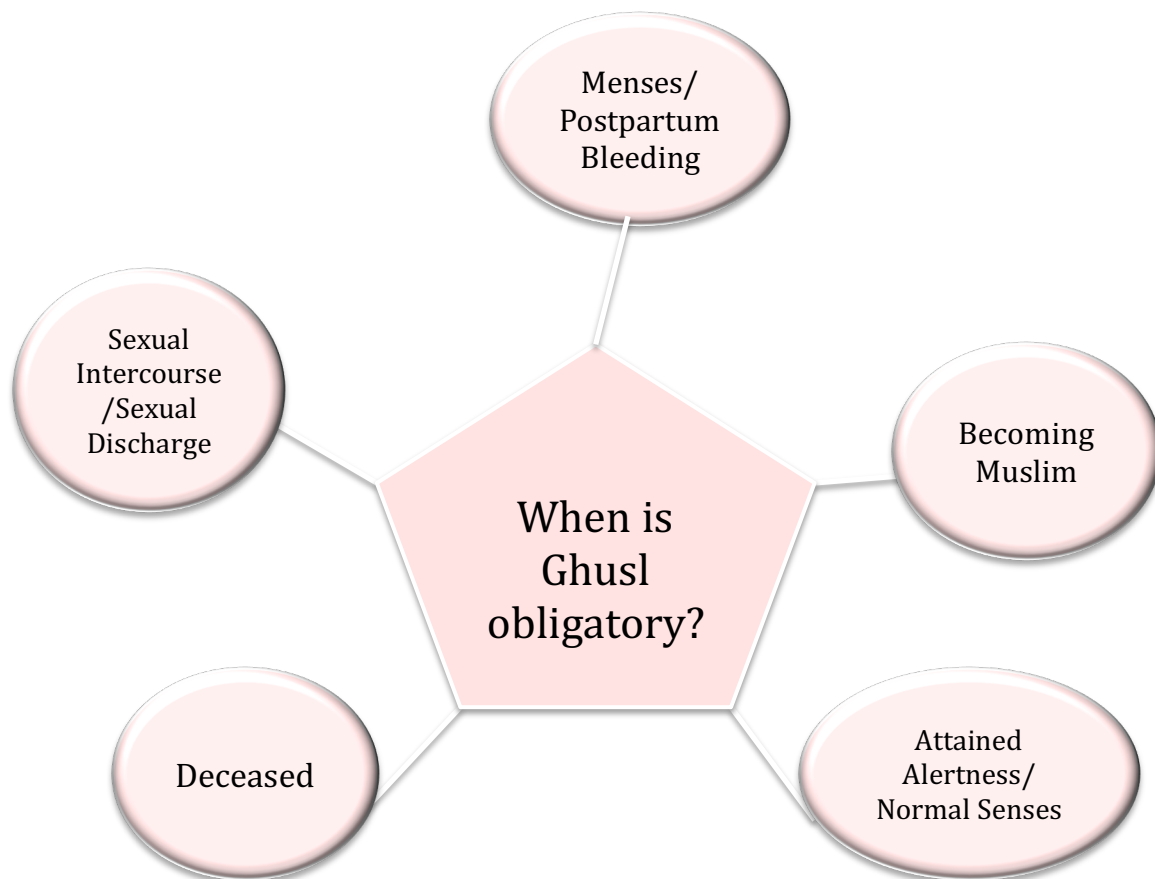 Menses/
Postpartum
Bleeding
Sexual
Intercourse
/Sexual
Discharge
Becoming
Muslim
When is
Ghusl
obligatory?
Deceased
Attained
Alertness/
Normal Senses